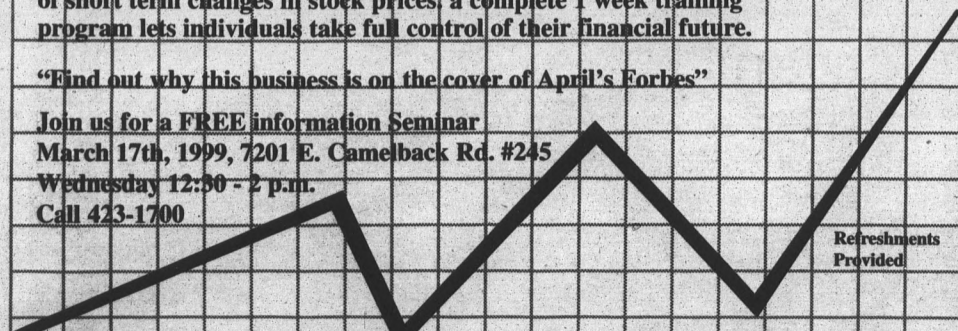 of short term changes in stock prices. a complete 1 week training
program lets individuals take full control of their financial future.
“Find out why this business is on the cover of April's Forbes”
Join us for a FREE information Seminar
March 17th, 1999, 7201 E. Camelback Rd. #245
Wednesday 12:30 - 2 p.m.
Call 423-1700
Refreshments
Provided